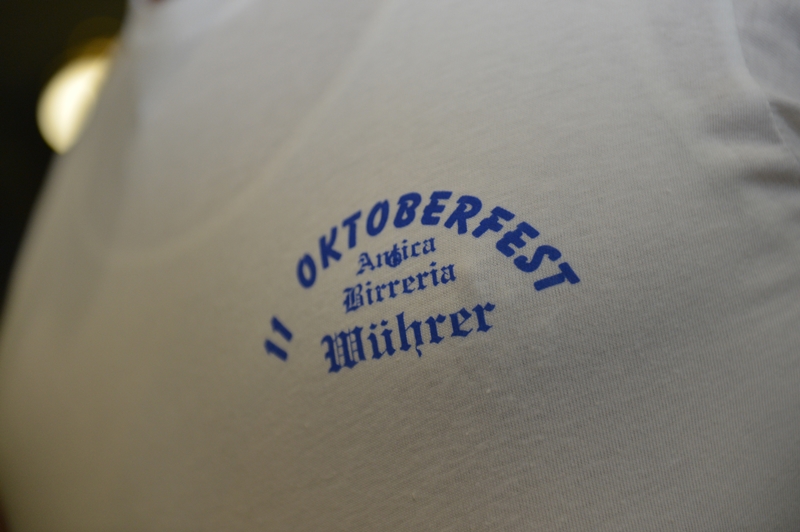 11 OKTOBERFEST
Antica
Birreria
Wührer